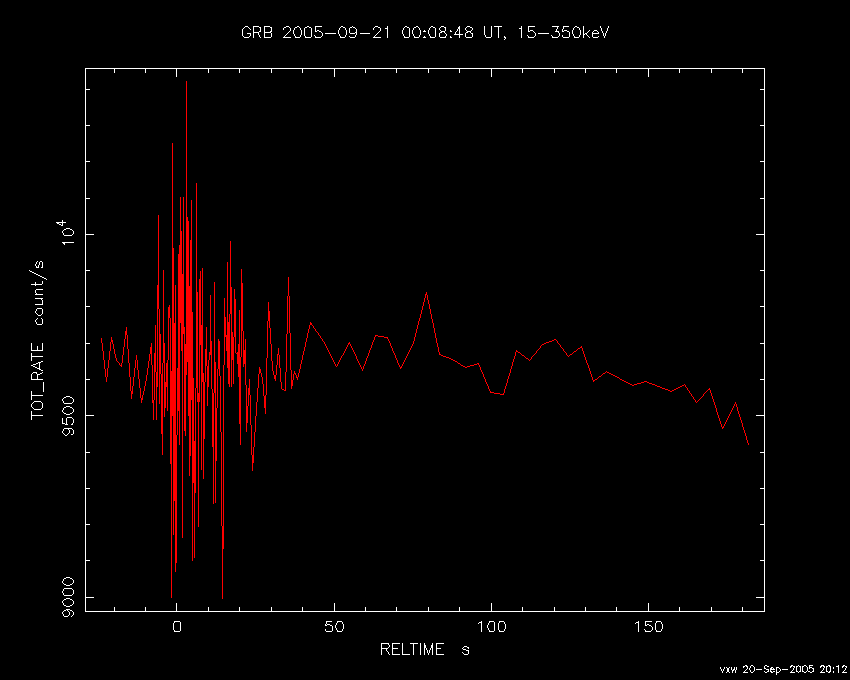 GRB 2005-09-21 00:08:48 UT, 15-350keV
TOT_RATE count/s
10^4
9500
9000
0 50 100 150
RELTIME s
vxw 20-Sep-2005 20:12